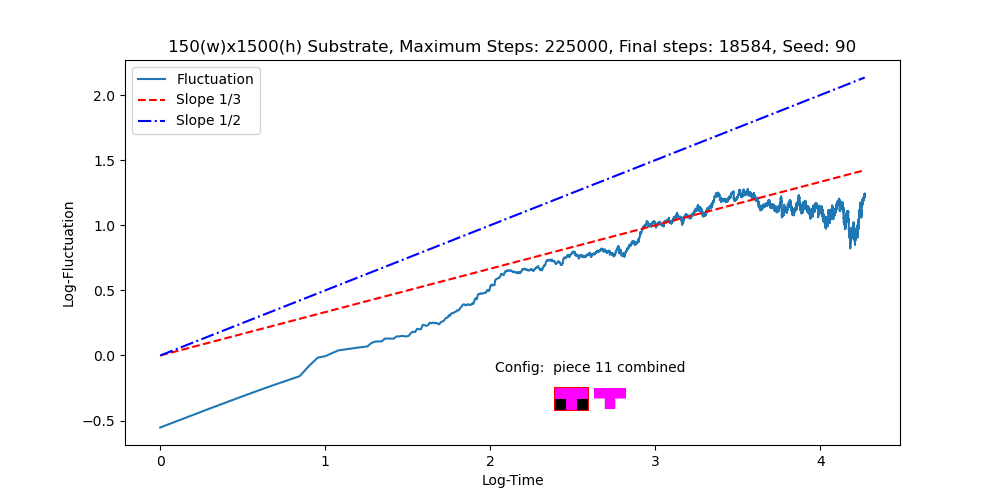 150(w)x1500(h) Substrate, Maximum Steps: 225000, Final steps: 18584, Seed: 90
Fluctuation
Slope 1/3
Slope 1/2
2.0
1.5
1.0
0.5
0.0
−0.5
Log-Fluctuation
Config:  piece 11 combined
0
1
2
3
4
Log-Time